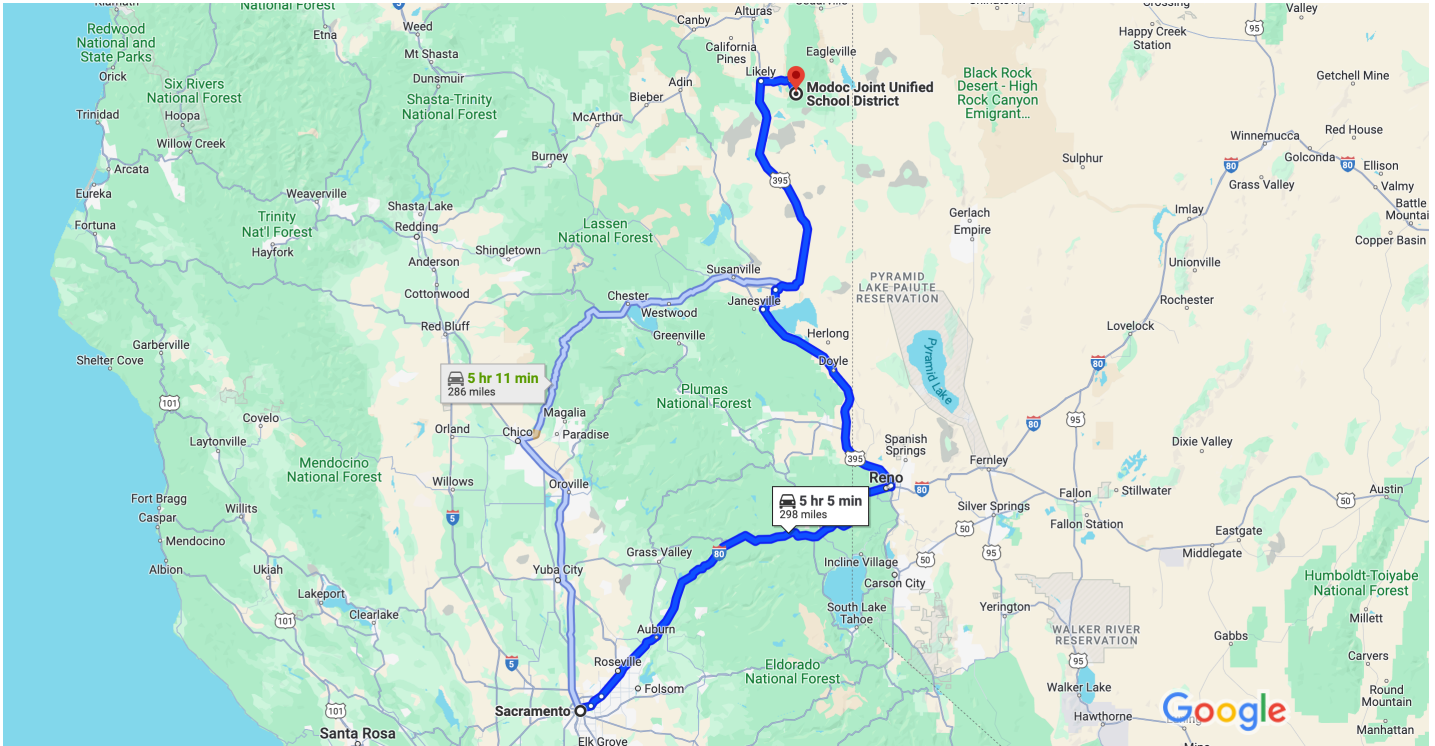 Klamath
National Forest
5
Cedarville
Crossing
Valley
Redwood
National and
State Parks
Orick
Etna
Weed
Canby
Alturas
95
Happy Creek
Station
Mt Shasta
California
Pines
Eagleville
Six Rivers
National Forest
Dunsmuir
Adin
Likely
Modoc Joint Unified
School District
Black Rock
Desert - High
Rock Canyon
Emigrant...
Getchell Mine
Trinidad
Hoopa
Shasta-Trinity
National Forest
Bieber
McArthur
Willow Creek
Winnemucca
Red House
Arcata
Burney
Sulphur
80
Golconda
80
Ellison
Eureka
Weaverville
395
Grass Valley
Valmy
Fortuna
Trinity
Nat'l Forest
Shasta Lake
Redding
Lassen
National Forest
Gerlach
Empire
Imlay
Battle
Mountai
Hayfork
Shingletown
Copper Basin
Anderson
Susanville
PYRAMID
LAKE PAIUTE
RESERVATION
Unionville
Cottonwood
Chester
Westwood
Janesville
Rochester
Red Bluff
Greenville
Herlong
Lovelock
Garberville
Doyle
Pyramid Lake
Shelter Cove
5 hr 11 min
286 miles
80
101
Plumas
National Forest
Covelo
Magalia
95
Laytonville
Orland
Chico
Paradise
Spanish
Springs
80
Dixie Valley
Mendocino
National Forest
395
Fernley
Willows
Oroville
Reno
80
Stillwater
Austin
Fort Bragg
Willits
5 hr 5 min
298 miles
Fallon
50
Caspar
5
Silver Springs
Fallon Station
Mendocino
50
Eastgate
Grass Valley
80
95
Middlegate
Albion
Ukiah
Yuba City
Incline Village
50
Carson City
Humboldt-Toiyabe
National Forest
Lakeport
Clearlake
South Lake
Tahoe
Yerington
Millett
101
Auburn
WALKER RIVER
RESERVATION
Gabbs
5
Roseville
Eldorado
National Forest
95
Carvers
Folsom
Walker Lake
Round
Mountain
101
Sacramento
Google
Hawthorne
Santa Rosa
Elk Grove
Manhattan